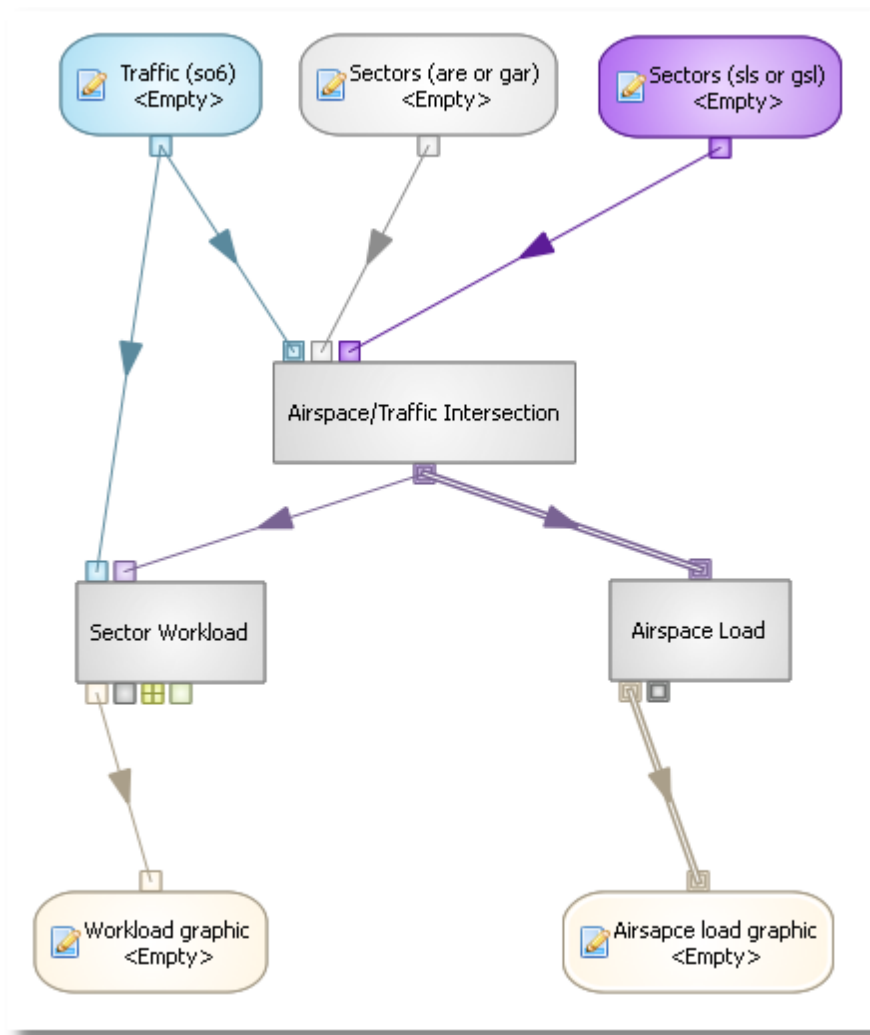 Traffic (so6)
<Empty>
Sectors (are or gar)
<Empty>
Sectors (sls or gsl)
<Empty>
Airspace/Traffic Intersection
Sector Workload
Airspace Load
Workload graphic
<Empty>
Airsapce load graphic
<Empty>